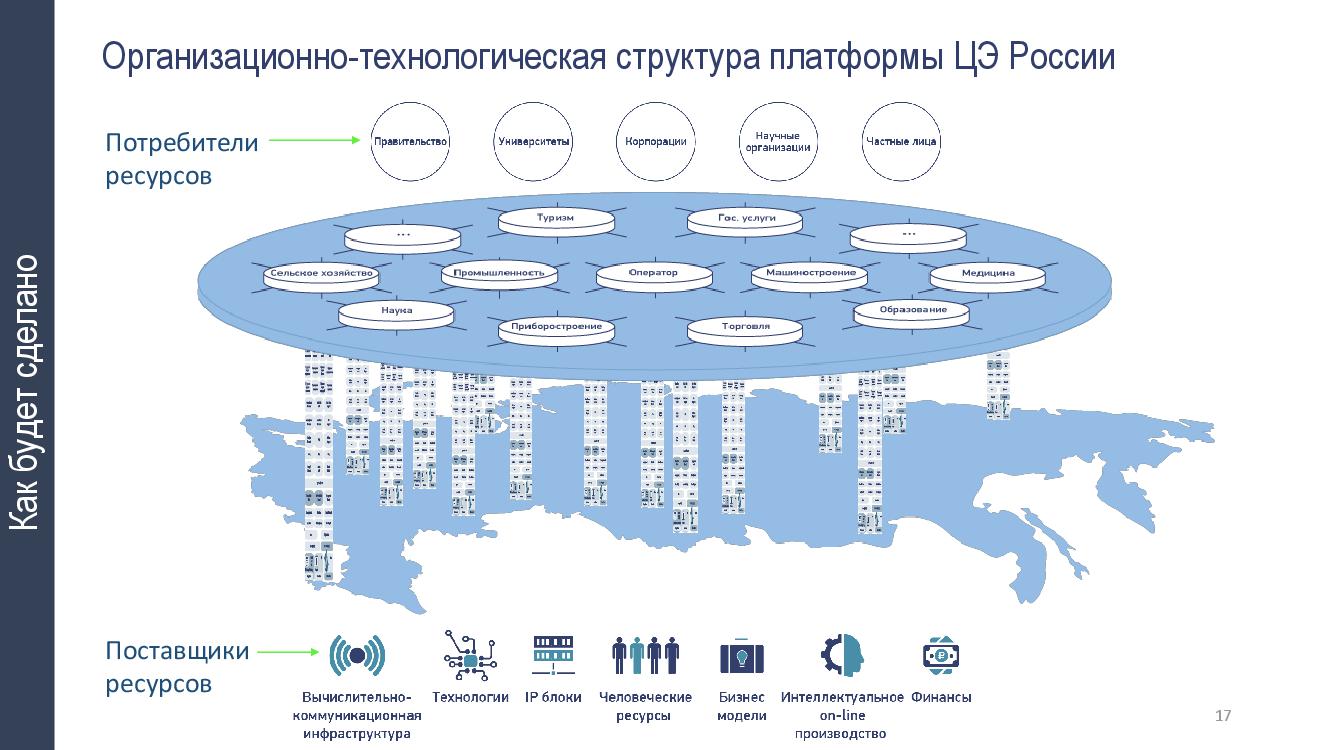 Организационно-технологическая структура платформы ЦЭ России
Как будет сделано
Потребители
ресурсов
Правительство
Университеты
Корпорации
Научные
организации
Частные лица
Туризм
Гос. услуги
...
...
Сельское хозяйство
Промышленность
Оператор
Машиностроение
Медицина
Наука
Образование
Приборостроение
Торговля
Поставщики
ресурсов
Вычислительно-
коммуникационная
инфраструктура
Технологии
IP блоки
Человеческие
ресурсы
Бизнес
модели
Интеллектуальное
on-line
производство
Финансы
17